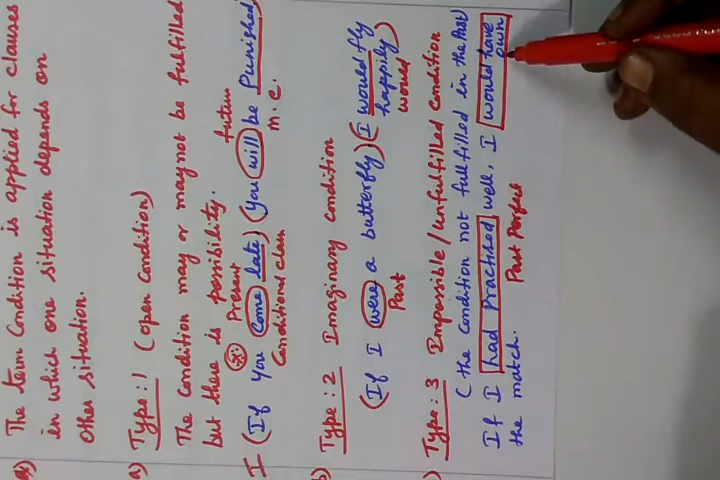 The term Condition is applied for clauses
in which one situation depends on
other situation.
a) Type: 1 (open condition)
The condition may or may not be fulfilled
but there is possibility.
Ex: Present future
I (If you come late) (you will be Punished)
Conditional clau m.c.
b) Type: 2 Imaginary condition
(If I were a butterfly) (I would fly
happily)
Past would
) Type: 3 Impossible/unfulfilled condition
(the condition not fullfilled in the Past)
If I had practised well, I would have
own
the match. Past Perfect